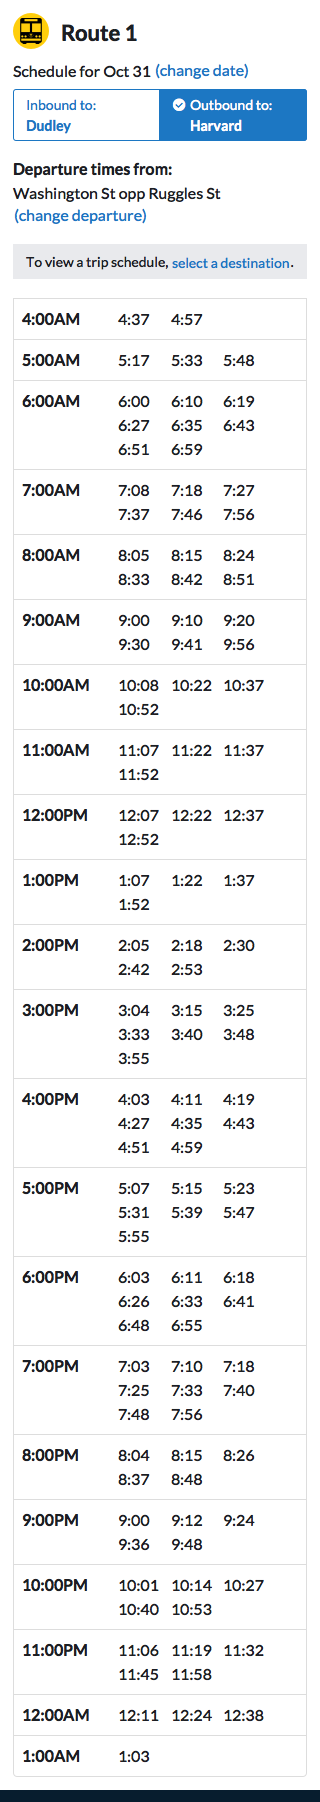 Route 1
Schedule for Oct 31 (change date)
Inbound to: Outbound to:
Dudley Harvard
Departure times from:
Washington St opp Ruggles St
(change departure)
To view a trip schedule, select a destination.
4:00AM 4:37 4:57
5:00AM 5:17 5:33 5:48
6:00AM 6:00 6:10 6:19
6:27 6:35 6:43
6:51 6:59
7:00AM 7:08 7:18 7:27
7:37 7:46 7:56
8:00AM 8:05 8:15 8:24
8:33 8:42 8:51
9:00AM 9:00 9:10 9:20
9:30 9:41 9:56
10:00AM 10:08 10:22 10:37
10:52
11:00AM 11:07 11:22 11:37
11:52
12:00PM 12:07 12:22 12:37
12:52
1:00PM 1:07 1:22 1:37
1:52
2:00PM 2:05 2:18 2:30
2:42 2:53
3:00PM 3:04 3:15 3:25
3:33 3:40 3:48
3:55
4:00PM 4:03 4:11 4:19
4:27 4:35 4:43
4:51 4:59
5:00PM 5:07 5:15 5:23
5:31 5:39 5:47
5:55
6:00PM 6:03 6:11 6:18
6:26 6:33 6:41
6:48 6:55
7:00PM 7:03 7:10 7:18
7:25 7:33 7:40
7:48 7:56
8:00PM 8:04 8:15 8:26
8:37 8:48
9:00PM 9:00 9:12 9:24
9:36 9:48
10:00PM 10:01 10:14 10:27
10:40 10:53
11:00PM 11:06 11:19 11:32
11:45 11:58
12:00AM 12:11 12:24 12:38
1:00AM 1:03